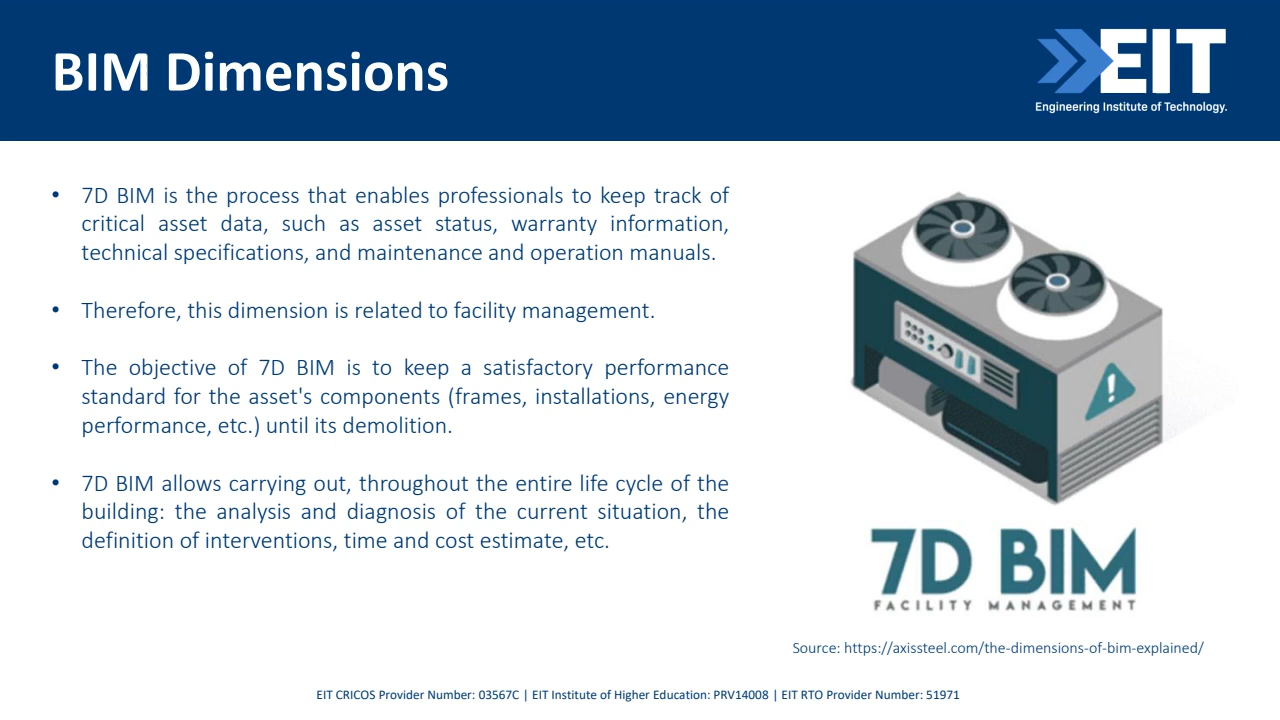 BIM Dimensions
EIT
Engineering Institute of Technology.
• 7D BIM is the process that enables professionals to keep track of
critical asset data, such as asset status, warranty information,
technical specifications, and maintenance and operation manuals.
• Therefore, this dimension is related to facility management.
• The objective of 7D BIM is to keep a satisfactory performance
standard for the asset's components (frames, installations, energy
performance, etc.) until its demolition.
• 7D BIM allows carrying out, throughout the entire life cycle of the
building: the analysis and diagnosis of the current situation, the
definition of interventions, time and cost estimate, etc.
!
7D BIM
FACILITY MANAGEMENT
Source: https://axissteel.com/the-dimensions-of-bim-explained/
EIT CRICOS Provider Number: 03567C | EIT Institute of Higher Education: PRV14008 | EIT RTO Provider Number: 51971